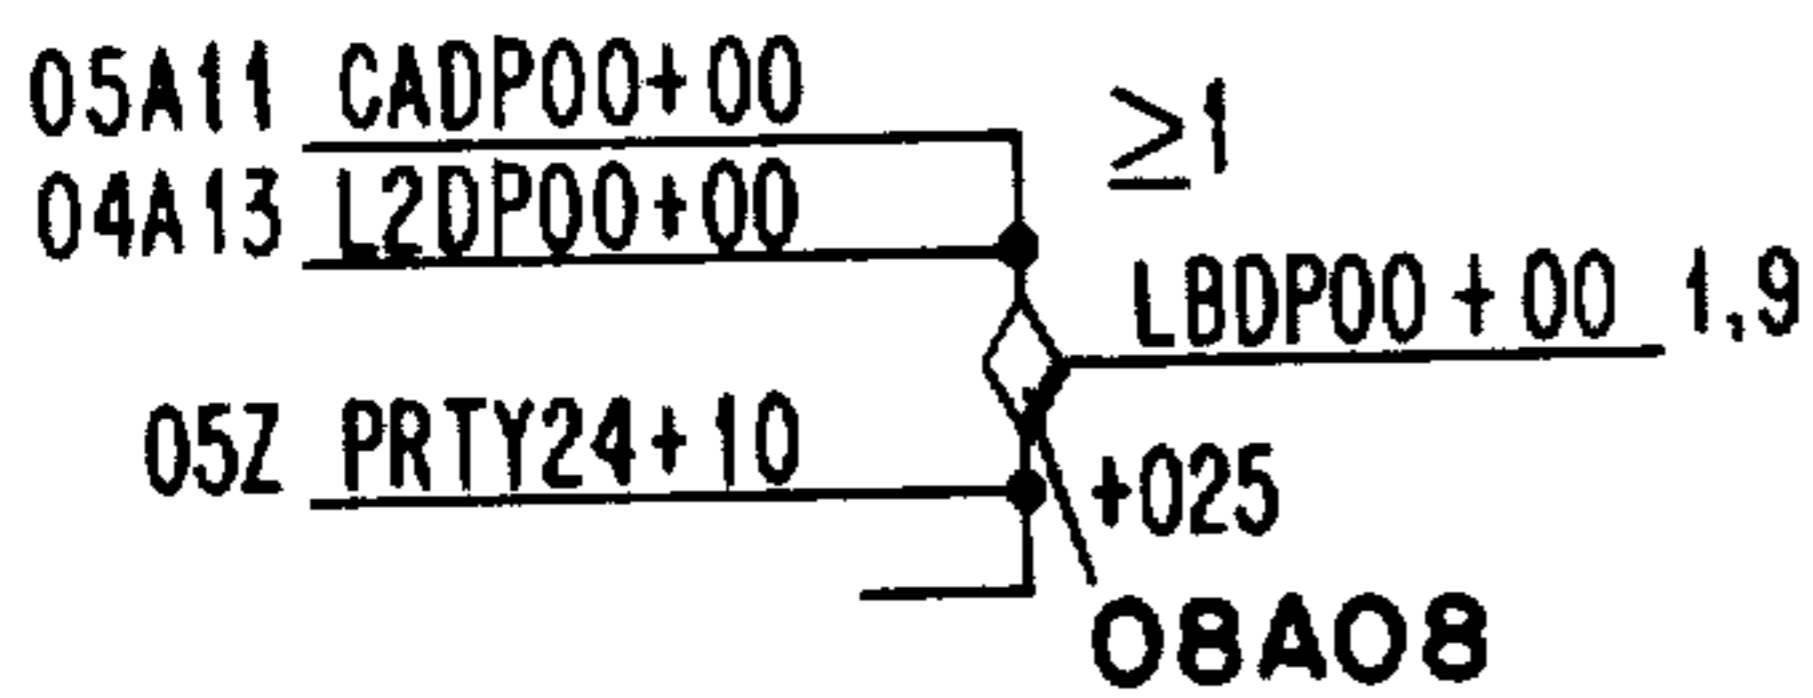 05A11 CADP00+00
≥1
04A13 L2DP00+00
LBDP00+00 1,9
05Z PRTY24+10
+025
08A08